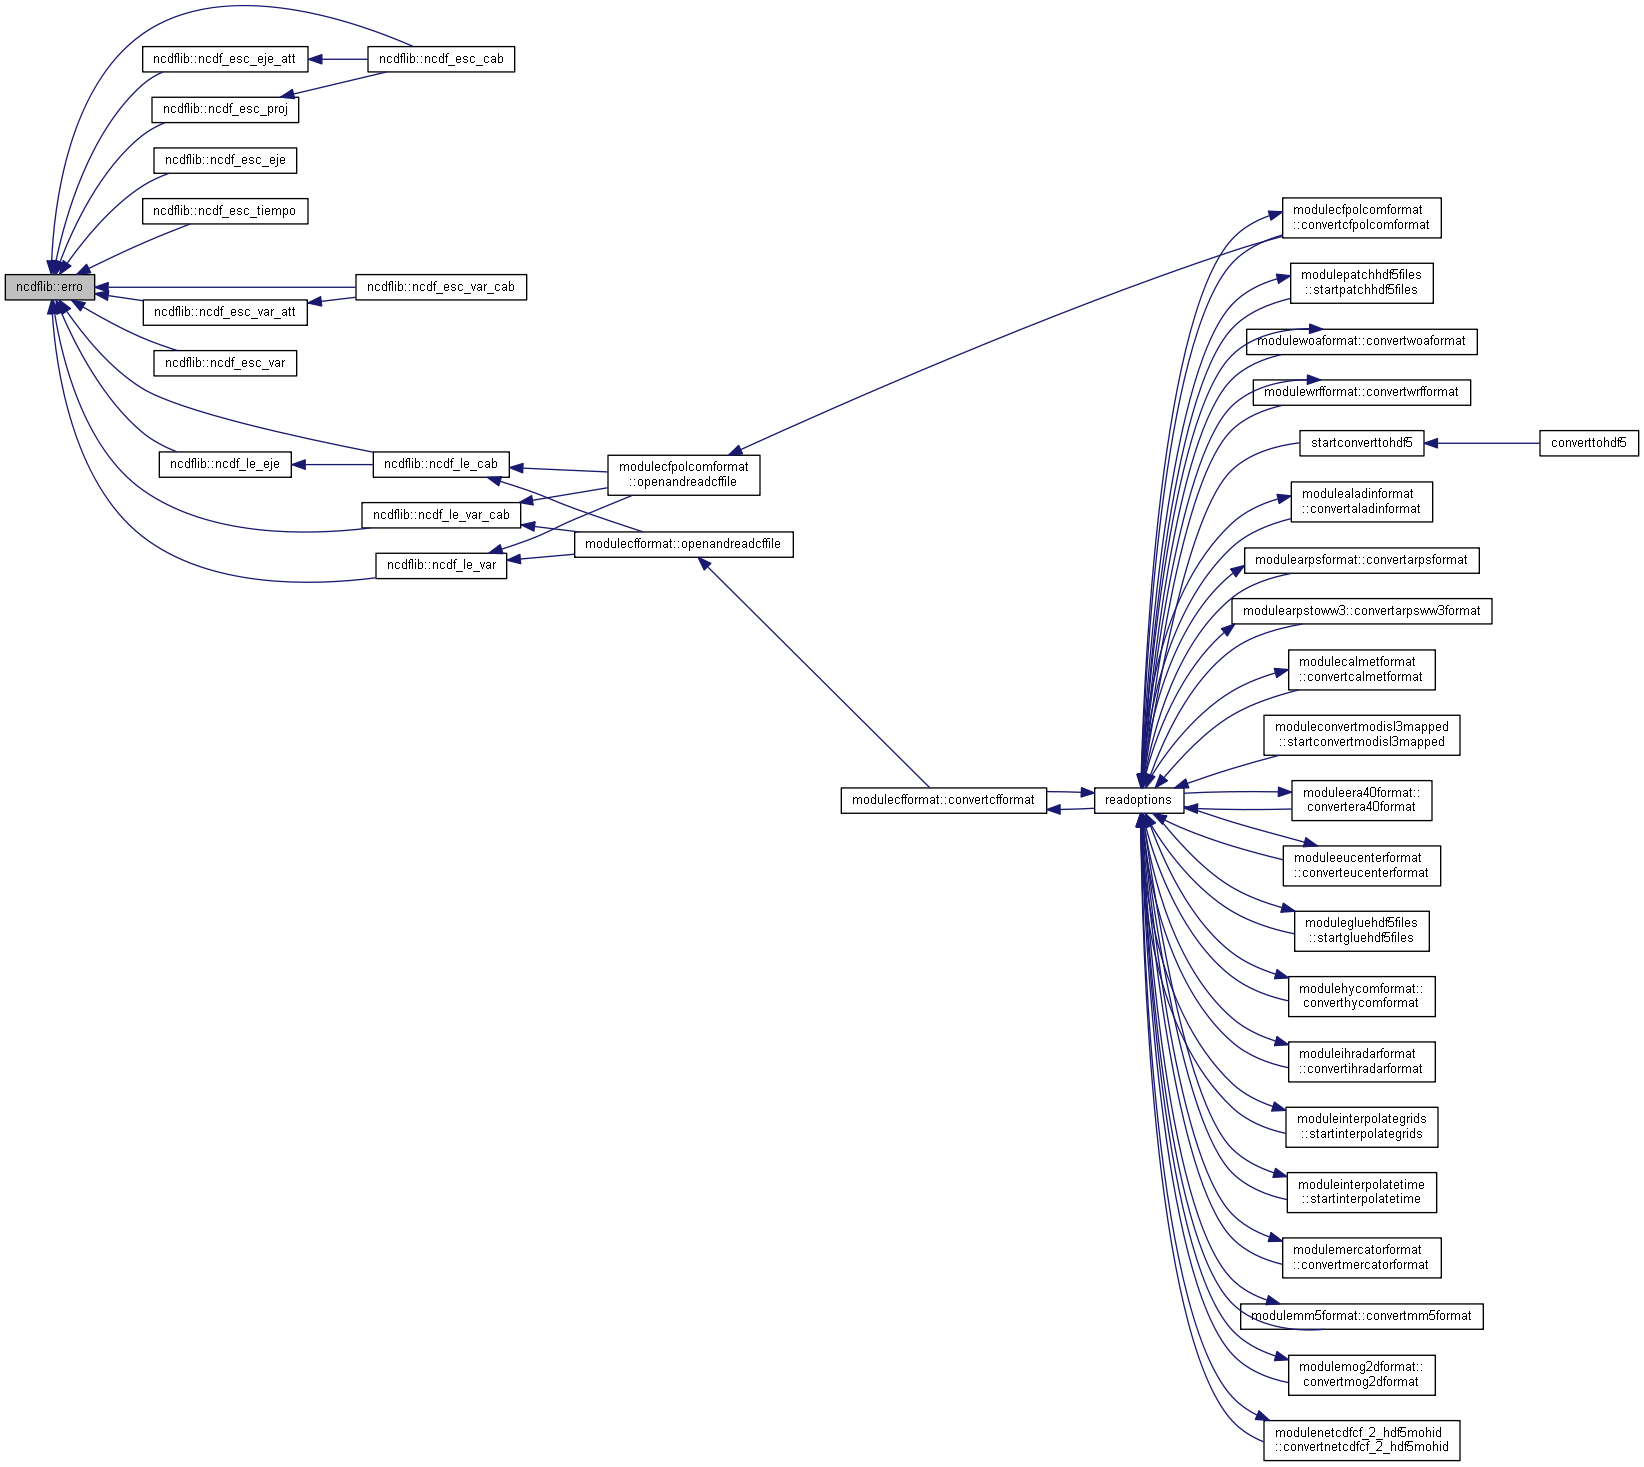 ncdflib::erro
ncdflib::ncdf_esc_eje_att
ncdflib::ncdf_esc_cab
ncdflib::ncdf_esc_proj
ncdflib::ncdf_esc_eje
ncdflib::ncdf_esc_tiempo
ncdflib::ncdf_esc_var_cab
ncdflib::ncdf_esc_var_att
ncdflib::ncdf_esc_var
ncdflib::ncdf_le_eje
ncdflib::ncdf_le_cab
ncdflib::ncdf_le_var_cab
ncdflib::ncdf_le_var
modulecfpolcomformat
::openandreadcffile
modulecfformat::openandreadcffile
modulecfformat::convertcfformat
readoptions
modulecfpolcomformat
::convertcfpolcomformat
modulepatchhdf5files
::startpatchhdf5files
modulewoaformat::convertwoaformat
modulewrfformat::convertwrfformat
startconverttohdf5
converttohdf5
modulealadinformat
::convertaladinformat
modulearpsformat::convertarpsformat
modulearpstoww3::convertarpsww3format
modulecalmetformat
::convertcalmetformat
moduleconvertmodisl3mapped
::startconvertmodisl3mapped
moduleera40format::
convertera40format
moduleeucenterformat
::converteucenterformat
modulegluehdf5files
::startgluehdf5files
modulehycomformat::
converthycomformat
moduleihradarformat
::convertihradarformat
moduleinterpolategrids
::startinterpolategrids
moduleinterpolatetime
::startinterpolatetime
modulemercatorformat
::convertmercatorformat
modulemm5format::convertmm5format
modulemog2dformat::
convertmog2dformat
modulenetcdfcf_2_hdf5mohid
::convertnetcdfcf_2_hdf5mohid